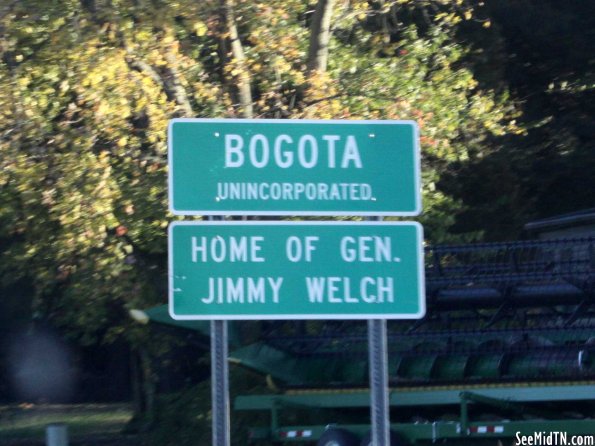 BOGOTA
UNINCORPORATED
HOME OF GEN.
JIMMY WELCH
SeeMidTN.com